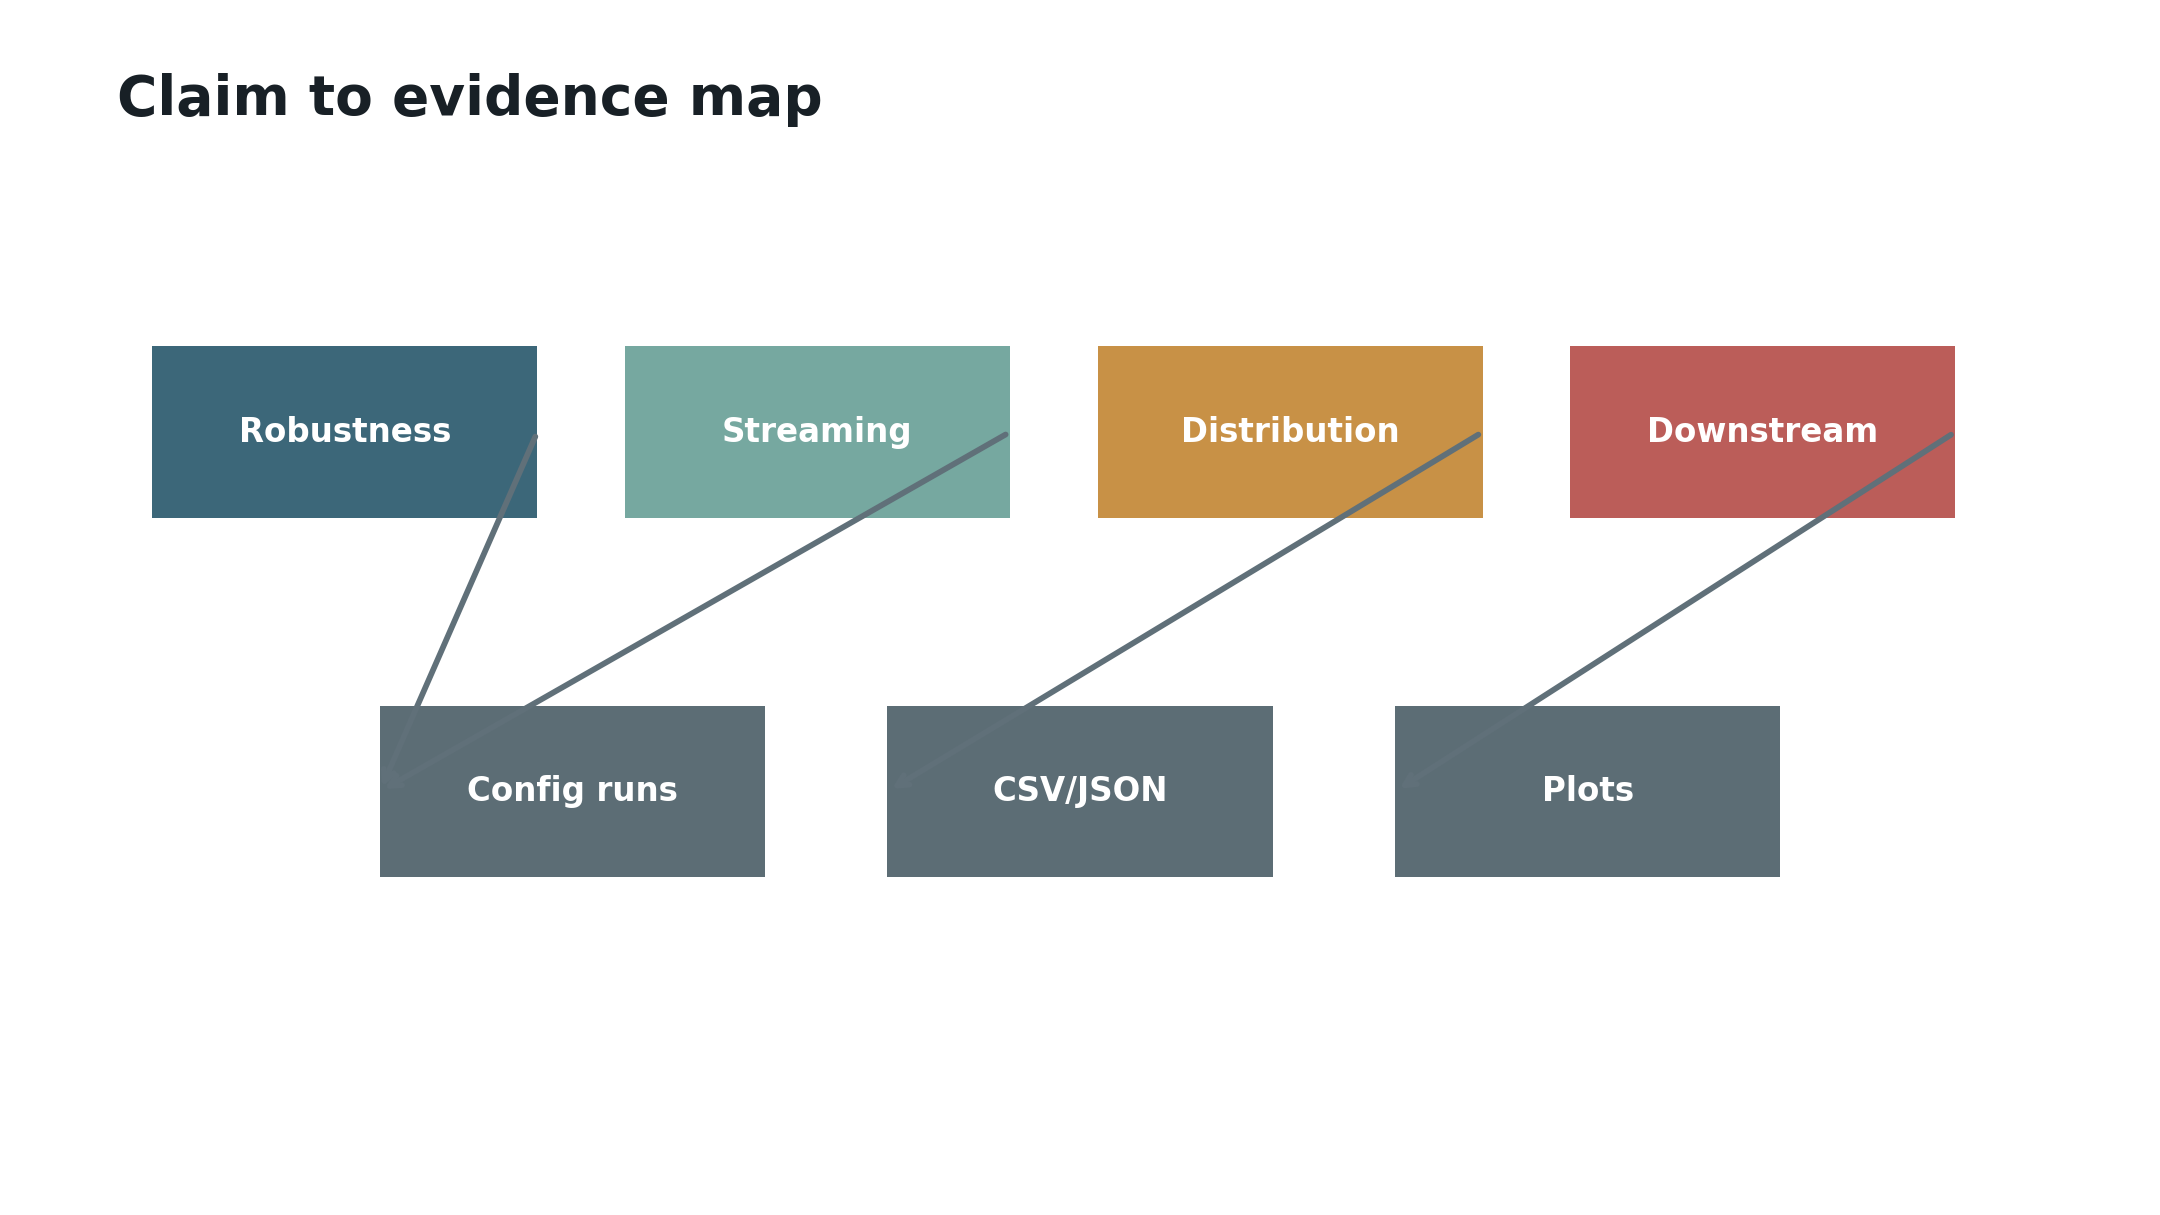 Claim to evidence map
Robustness
Streaming
Distribution
Downstream
Config runs
CSV/JSON
Plots